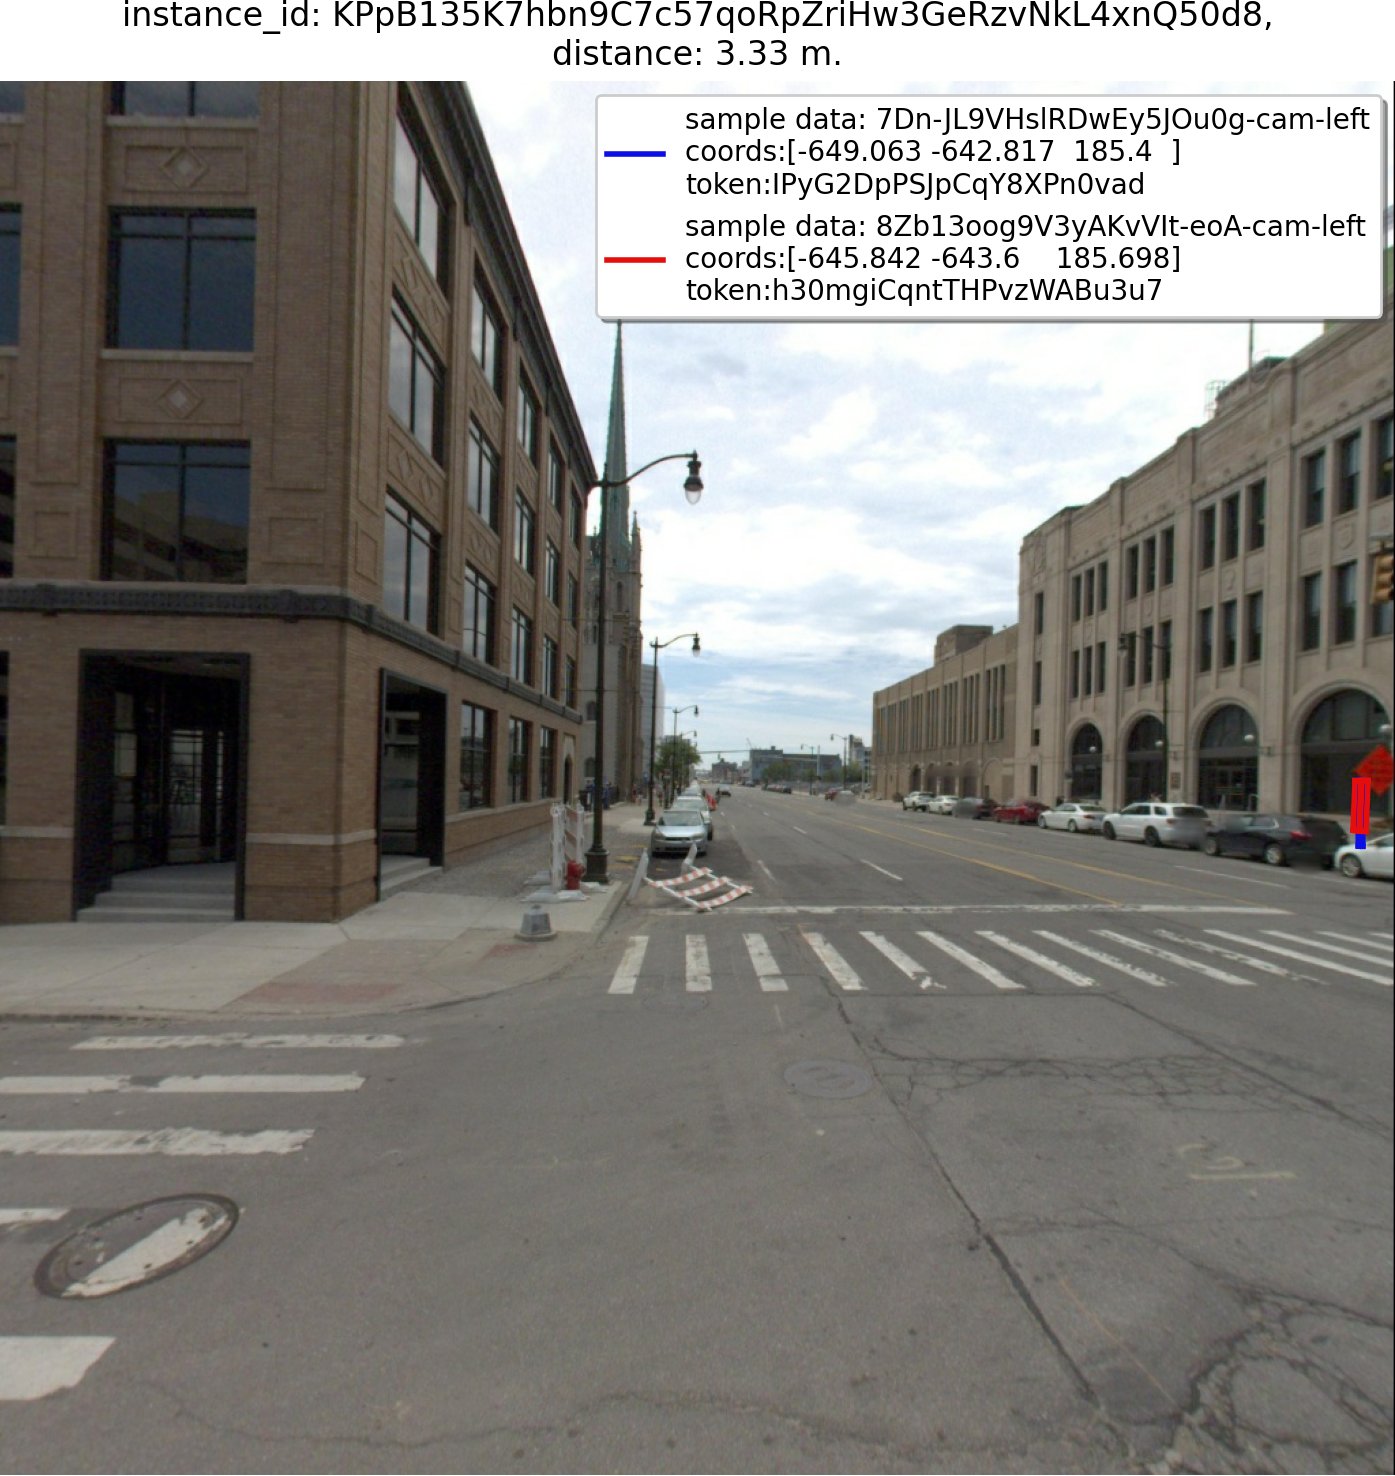 instance_id: KPpB135K7hbn9C7c57qoRpZriHw3GeRzvNkL4xnQ50d8,
distance: 3.33 m.
sample data: 7Dn-JL9VHslRDwEy5JOu0g-cam-left
coords:[-649.063 -642.817 185.4 ]
token:IPyG2DpPSJpCqY8XPn0vad
sample data: 8Zb13oog9V3yAKvVIt-eoA-cam-left
coords:[-645.842 -643.6 185.698]
token:h30mgiCqntTHPvzWABu3u7